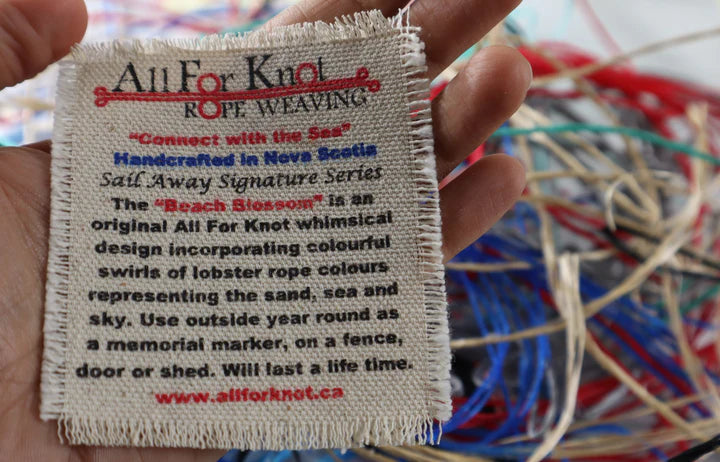 All For Knot
ROPE WEAVING
"Connect with the Sea"
Handcrafted in Nova Scotia
Sail Away Signature Series
The "Beach Blossom" is an
original All For Knot whimsical
design incorporating colourful
swirls of lobster rope colours
representing the sand, sea and
sky. Use outside year round as
a memorial marker, on a fence,
door or shed. Will last a life time.
www.allforknot.ca